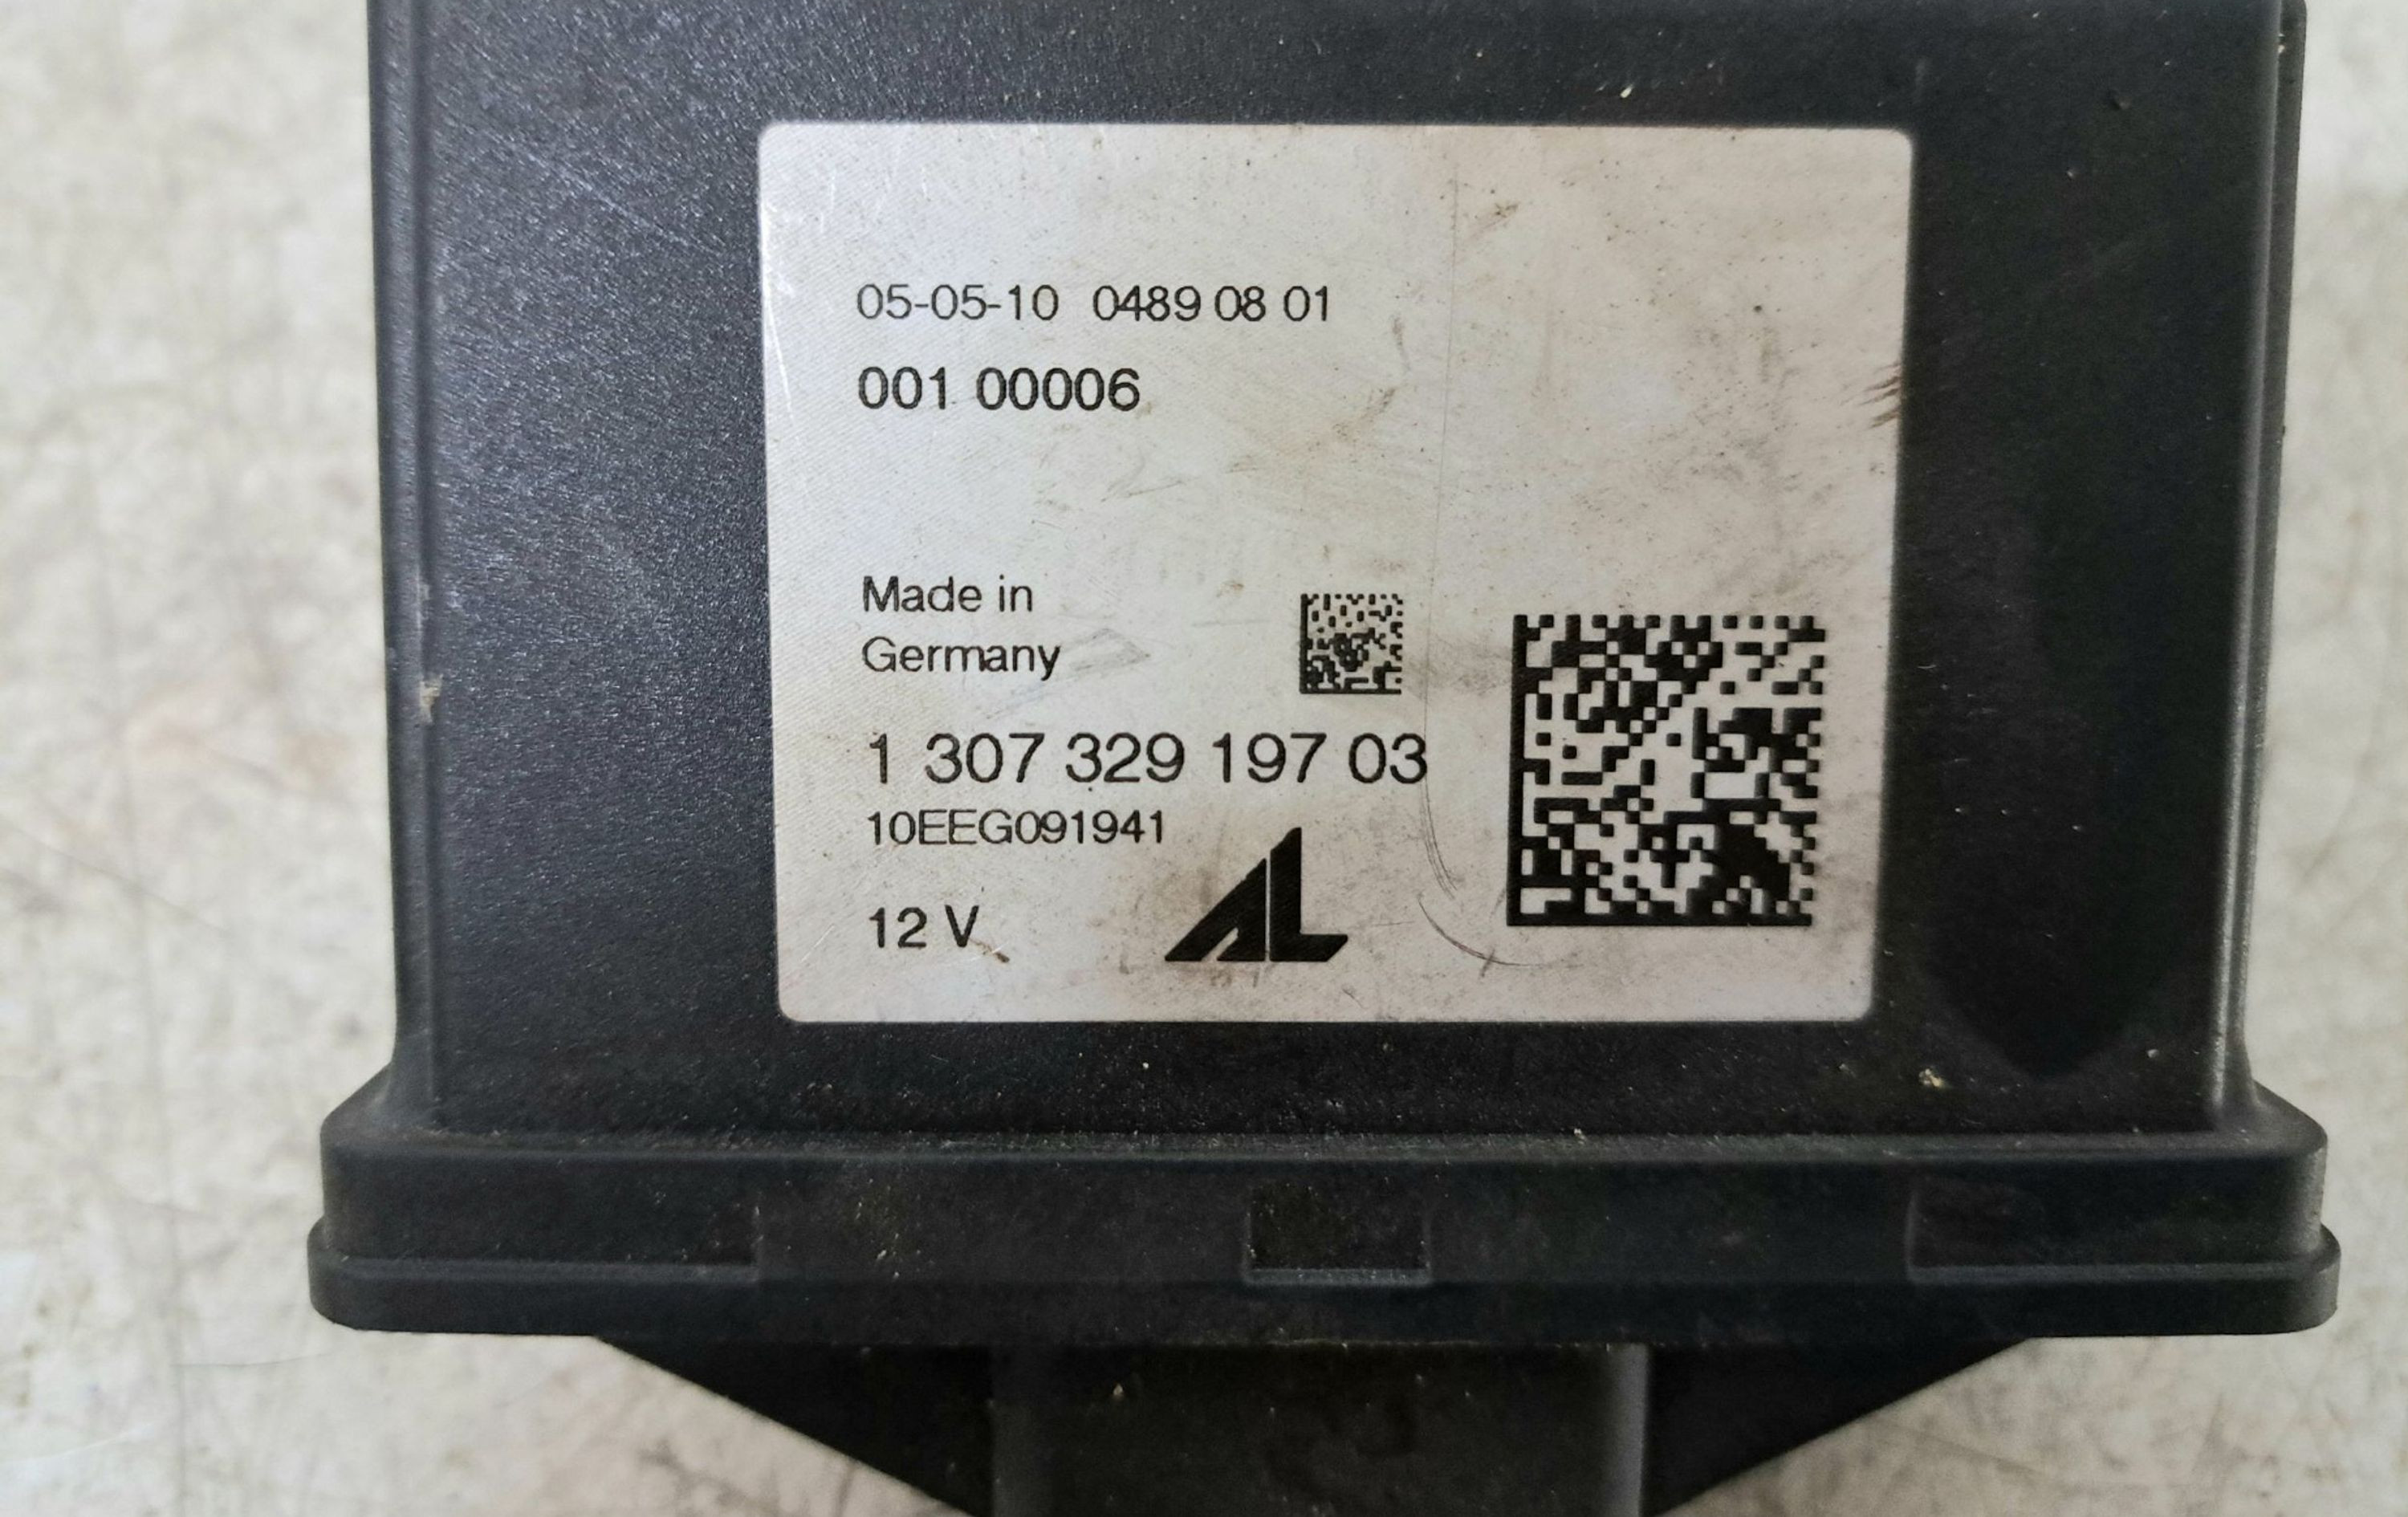 05-05-10 0489 08 01
001 00006
Made in
Germany
1 307 329 197 03
10EEG091941
12 V
AL